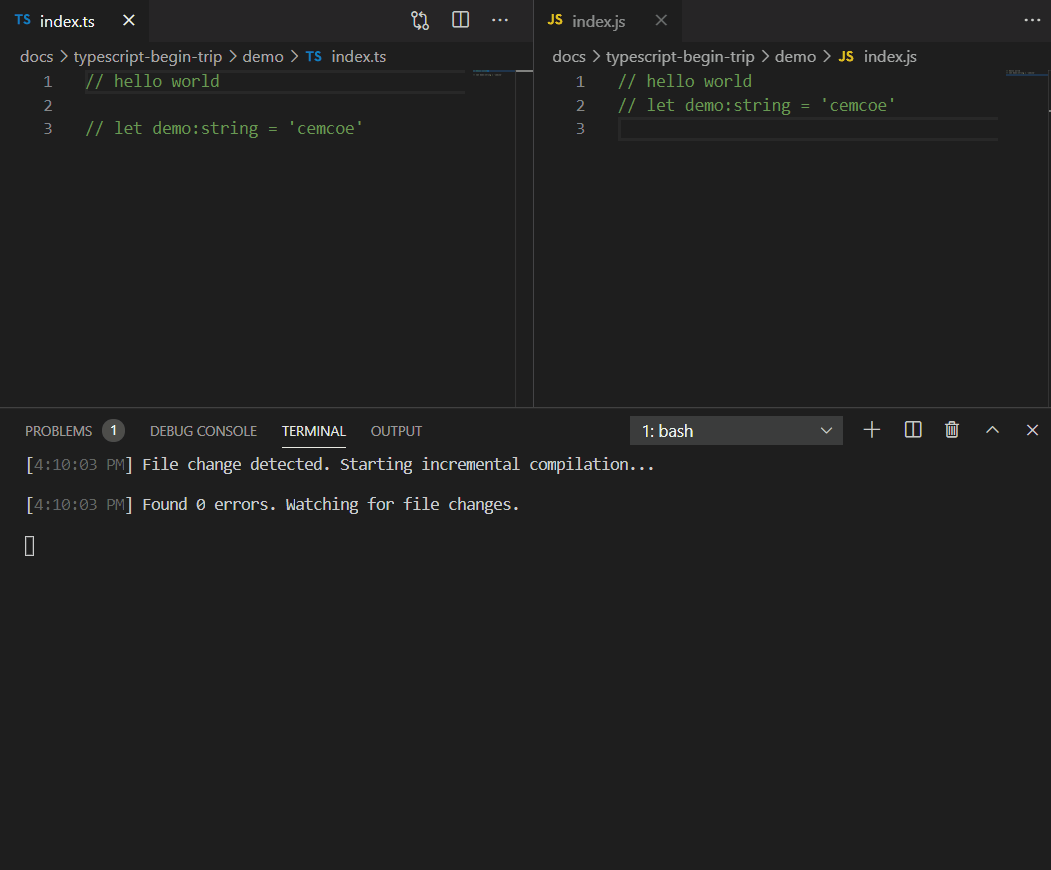 TS index.ts
docs > typescript-begin-trip > demo > TS index.ts
1 // hello world
2
3 // let demo:string = 'cemcoe'
JS index.js
docs > typescript-begin-trip > demo > JS index.js
1 // hello world
2 // let demo:string = 'cemcoe'
3
PROBLEMS 1 DEBUG CONSOLE TERMINAL OUTPUT 1: bash
[4:10:03 PM] File change detected. Starting incremental compilation...
[4:10:03 PM] Found 0 errors. Watching for file changes.